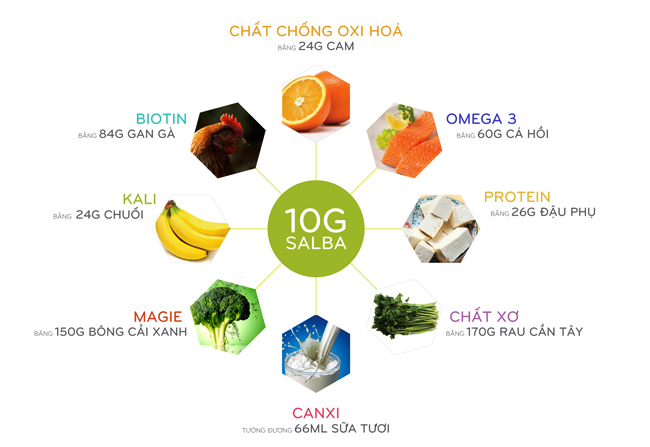 CHẤT CHỐNG OXI HOÁ
BẰNG 24G CAM
BIOTIN
BẰNG 84G GAN GÀ
OMEGA 3
BẰNG 60G CÁ HỒI
KALI
BẰNG 24G CHUỐI
10G
SALBA
PROTEIN
BẰNG 26G ĐẬU PHỤ
MAGIE
BẰNG 150G BÔNG CẢI XANH
CHẤT XƠ
BẰNG 170G RAU CẦN TÂY
CANXI
TƯƠNG ĐƯƠNG 66ML SỮA TƯƠI